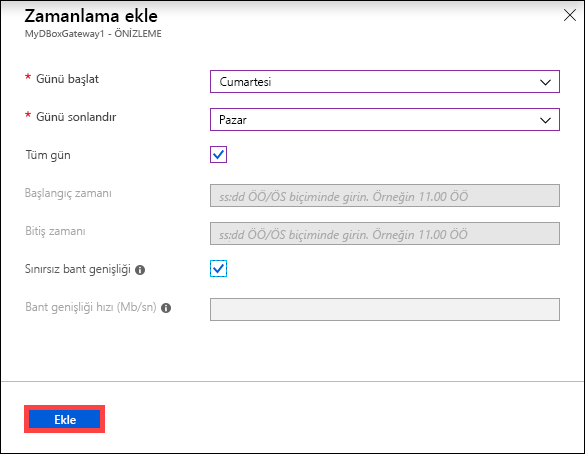 Zamanlama ekle
MyDBoxGateway1 - ÖNİZLEME
* Günü başlat
Cumartesi
* Günü sonlandır
Pazar
Tüm gün
Başlangıç zamanı
ss:dd ÖÖ/ÖS biçiminde girin. Örneğin 11.00 ÖÖ
Bitiş zamanı
ss:dd ÖÖ/ÖS biçiminde girin. Örneğin 11.00 ÖÖ
Sınırsız bant genişliği
Bant genişliği hızı (Mb/sn)
Ekle